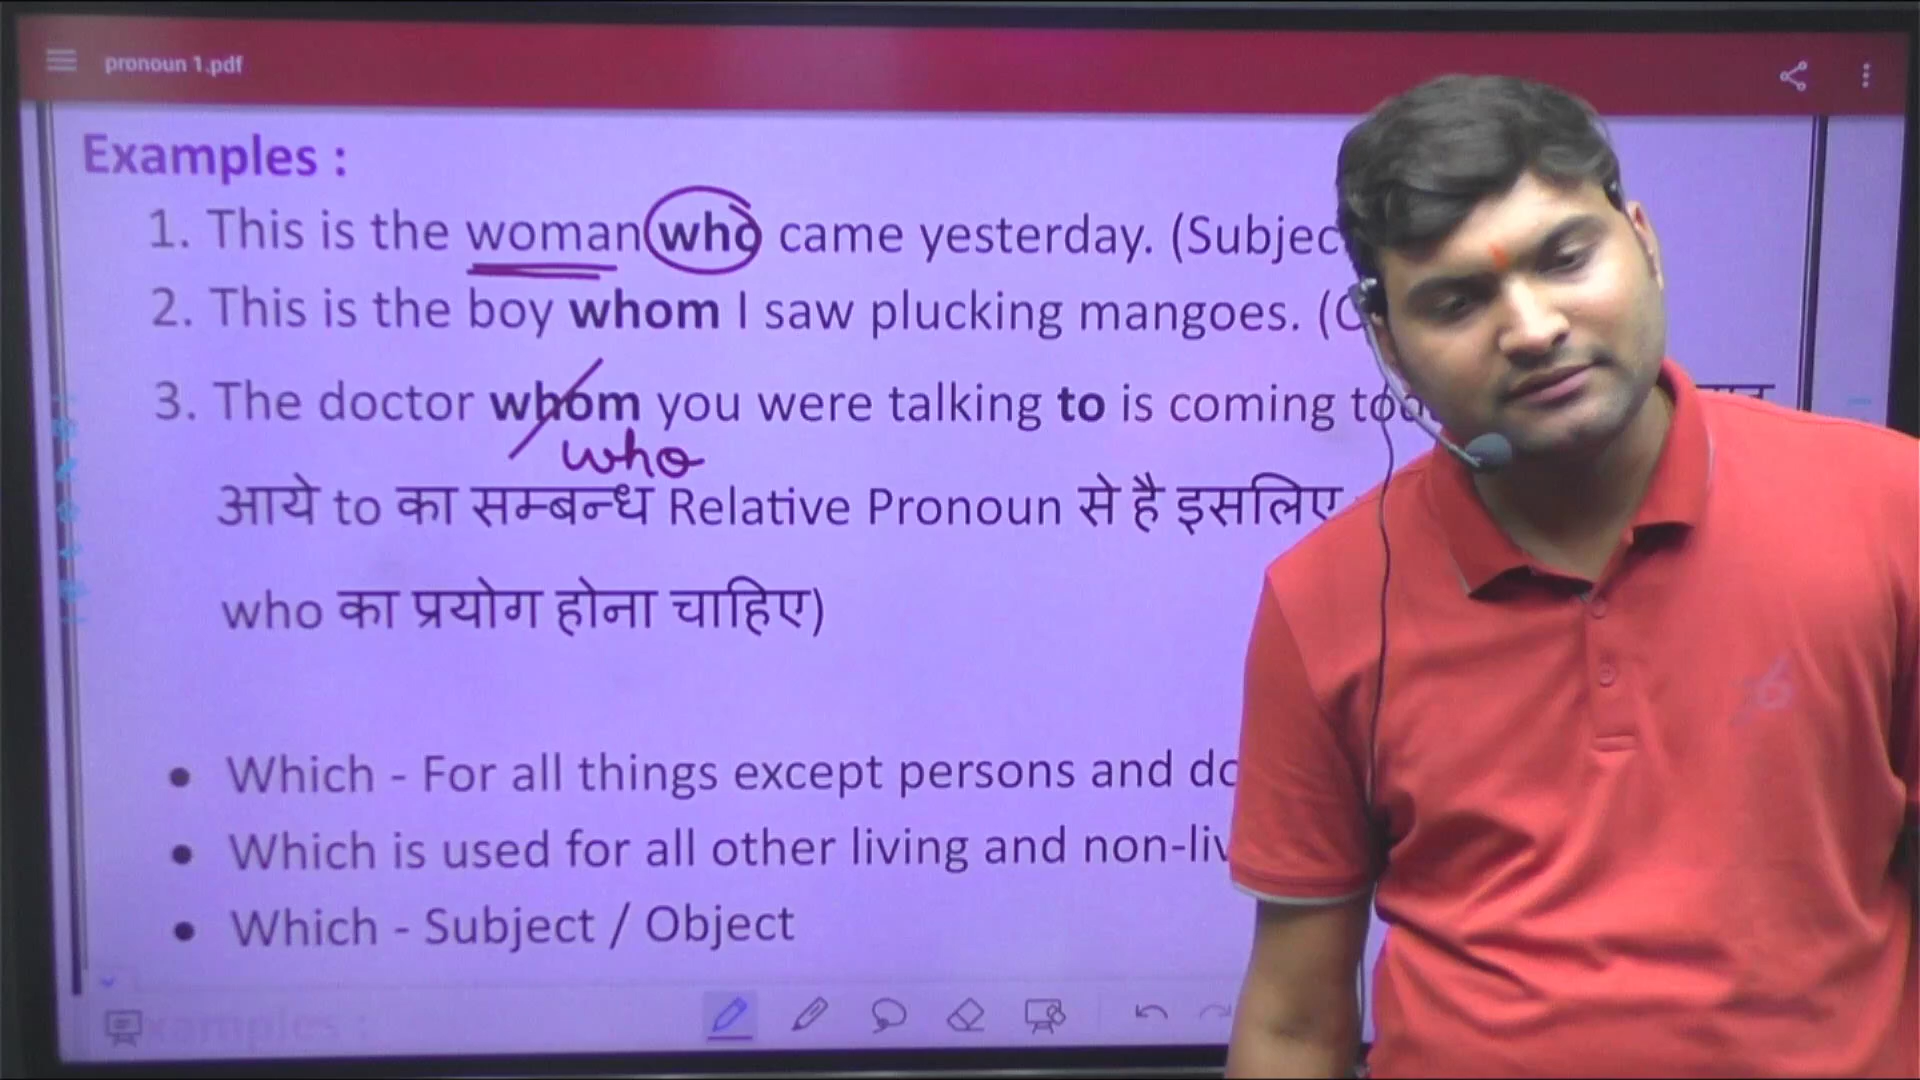 pronoun 1.pdf
Examples :
1. This is the woman who came yesterday. (Subjec
2. This is the boy whom I saw plucking mangoes. (
3. The doctor whom you were talking to is coming
who
आये to का सम्बन्ध Relative Pronoun से है इसलिए
who का प्रयोग होना चाहिए)
• Which - For all things except persons and
• Which is used for all other living and non-liv
• Which - Subject / Object
xamples :